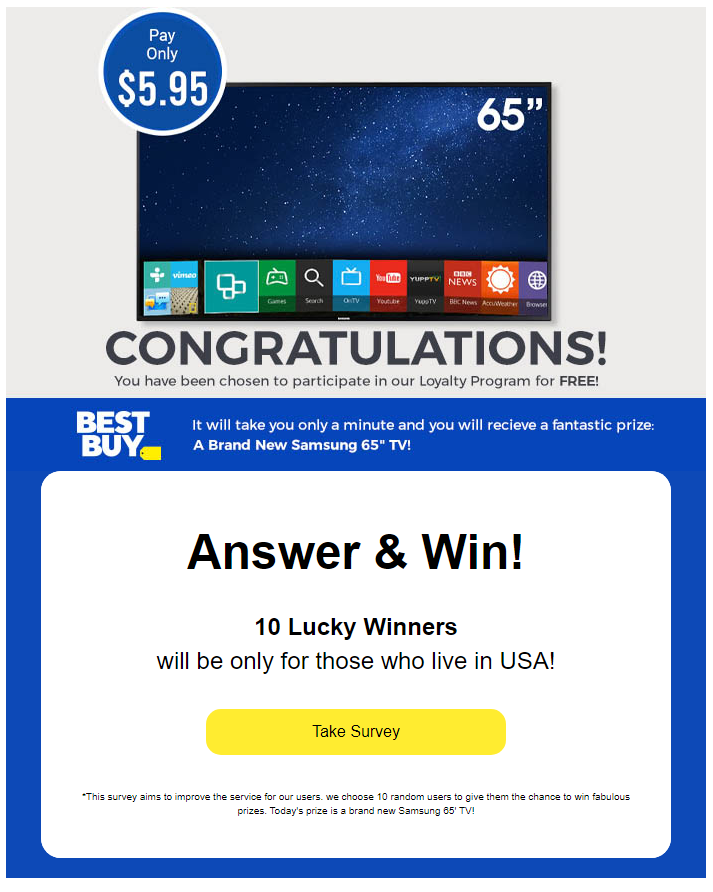 Pay
Only
$5.95
65”
vimeo
YouTube
YUPPTV
BBC
NEWS
Games
Search
OnTV
Youtube
YuppTV
BBC News
AccuWeather
Browser
CONGRATULATIONS!
You have been chosen to participate in our Loyalty Program for FREE!
BEST
BUY
It will take you only a minute and you will recieve a fantastic prize:
A Brand New Samsung 65" TV!
Answer & Win!
10 Lucky Winners
will be only for those who live in USA!
Take Survey
*This survey aims to improve the service for our users. we choose 10 random users to give them the chance to win fabulous
prizes. Today's prize is a brand new Samsung 65' TV!